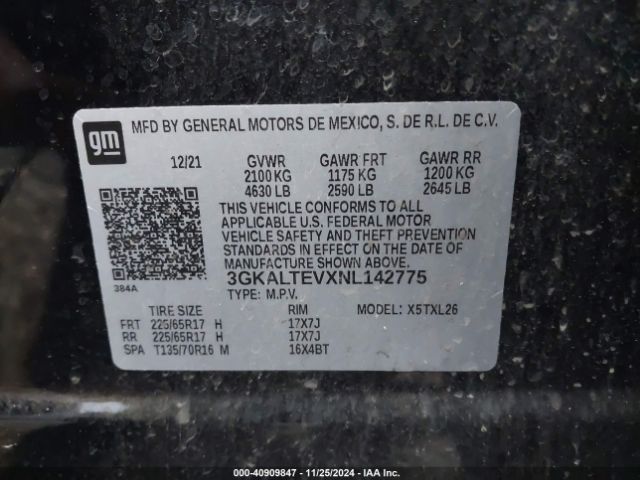 gm
MFD BY GENERAL MOTORS DE MEXICO, S. DE R.L. DE C.V.
12/21 GVWR GAWR FRT GAWR RR
2100 KG 1175 KG 1200 KG
4630 LB 2590 LB 2645 LB
THIS VEHICLE CONFORMS TO ALL
APPLICABLE U.S. FEDERAL MOTOR
VEHICLE SAFETY AND THEFT PREVENTION
STANDARDS IN EFFECT ON THE DATE OF
MANUFACTURE SHOWN ABOVE.
384A
3GKALTEVXNL142775
TYPE: M.P.V.
TIRE SIZE RIM MODEL: X5TXL26
FRT 225/65R17 H 17X7J
RR 225/65R17 H 17X7J
SPA T135/70R16 M 16X4BT
000-40909847 - 11/25/2024 - IAA Inc.